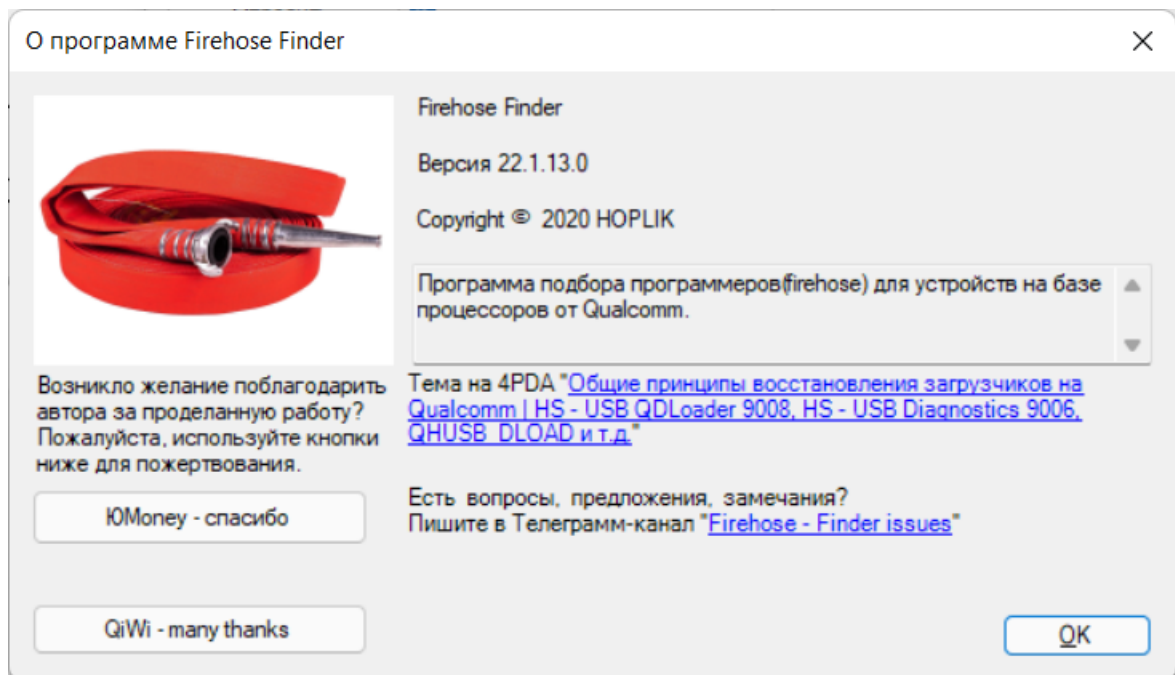 О программе Firehose Finder
Firehose Finder
Версия 22.1.13.0
Copyright © 2020 HOPLIK
Программа подбора программеров(firehose) для устройств на базе
процессоров от Qualcomm.
Возникло желание поблагодарить
автора за проделанную работу?
Пожалуйста, используйте кнопки
ниже для пожертвования.
Тема на 4PDA "Общие принципы восстановления загрузчиков на
Qualcomm | HS - USB QDLoader 9008, HS - USB Diagnostics 9006,
QHUSB_DLOAD и т.д."
Есть вопросы, предложения, замечания?
Пишите в Телеграмм-канал "Firehose - Finder issues"
ЮMoney - спасибо
QiWi - many thanks
OK